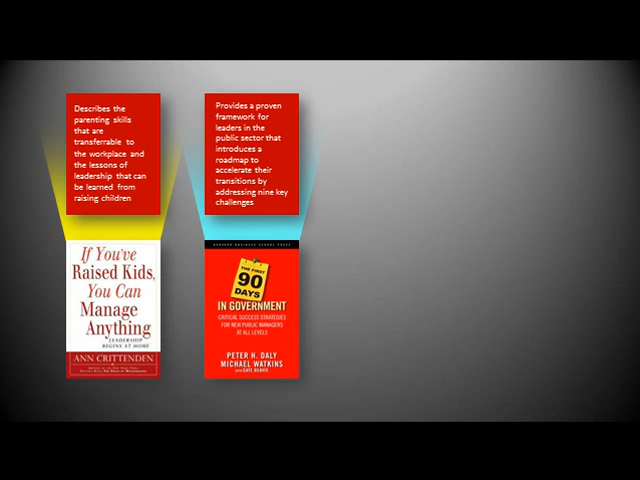 Describes the
parenting skills
that are
transferrable to
the workplace and
the lessons of
leadership that can
be learned from
raising children
Provides a proven
framework for
leaders in the
public sector that
introduces a
roadmap to
accelerate their
transitions by
addressing nine key
challenges
If You've
Raised Kids,
You Can
Manage
Anything
LEADERSHIP
BEGINS AT HOME
ANN CRITTENDEN
HARVARD BUSINESS SCHOOL PRESS
THE FIRST
90
DAYS
IN GOVERNMENT
CRITICAL SUCCESS STRATEGIES
FOR NEW PUBLIC MANAGERS
AT ALL LEVELS
PETER H. DALY
MICHAEL WATKINS